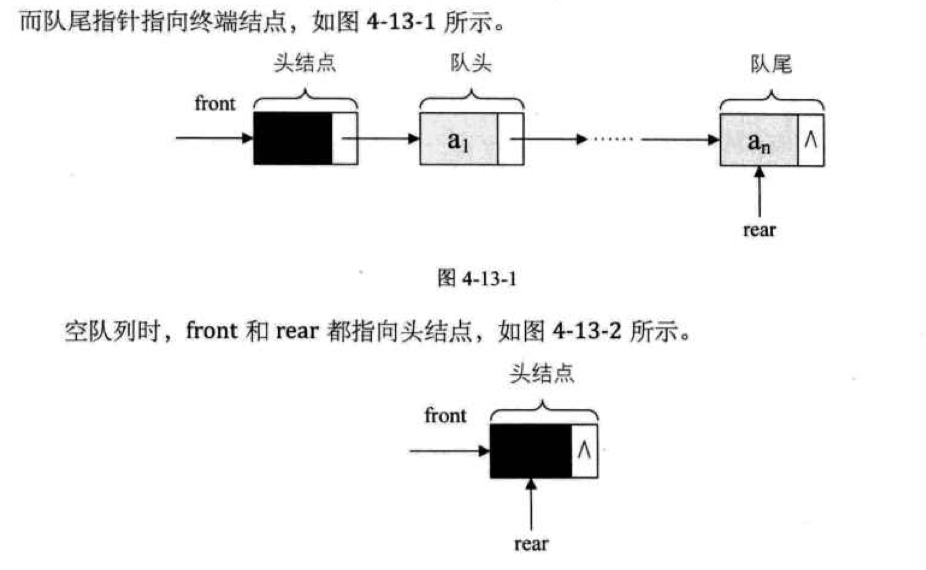 而队尾指针指向终端结点，如图 4-13-1 所示。
头结点 队头 队尾
front
a1 ...... an ∧
rear
图 4-13-1
空队列时，front 和 rear 都指向头结点，如图 4-13-2 所示。
头结点
front
∧
rear